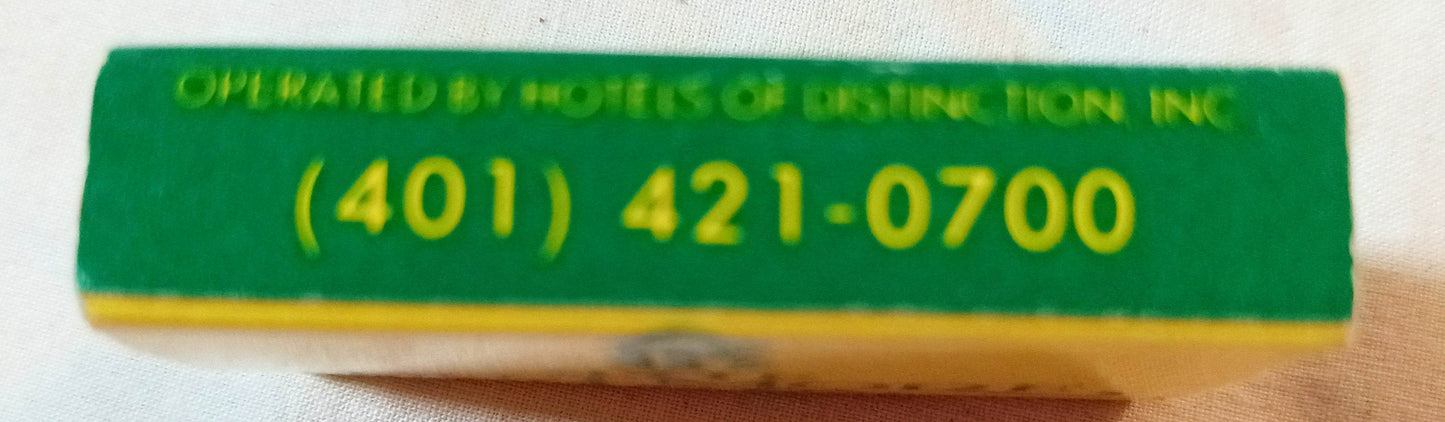 OPERATED BY HOTELS OF DISTINCTION, INC.
(401) 421-0700